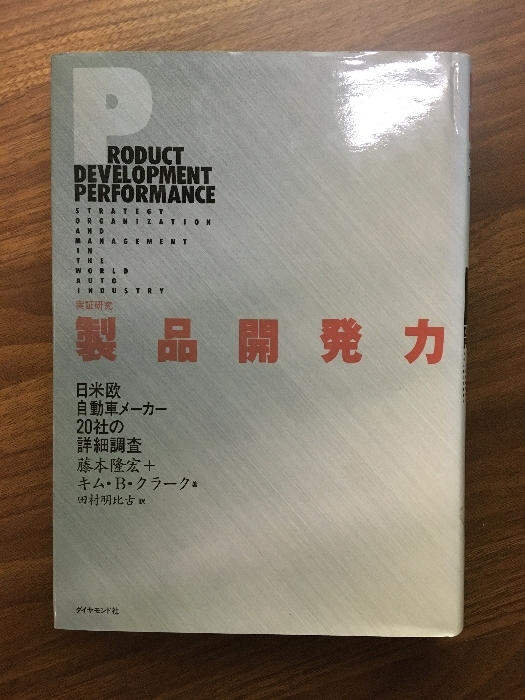 PRODUCT
DEVELOPMENT
PERFORMANCE
STRATEGY
ORGANIZATION
AND
MANAGEMENT
IN
THE
WORLD
AUTO
INDUSTRY
実証研究
製品開発力
日米欧
自動車メーカー
20社の
詳細調査
藤本隆宏+
キム・B・クラーク 著
田村明比古 訳
ダイヤモンド社